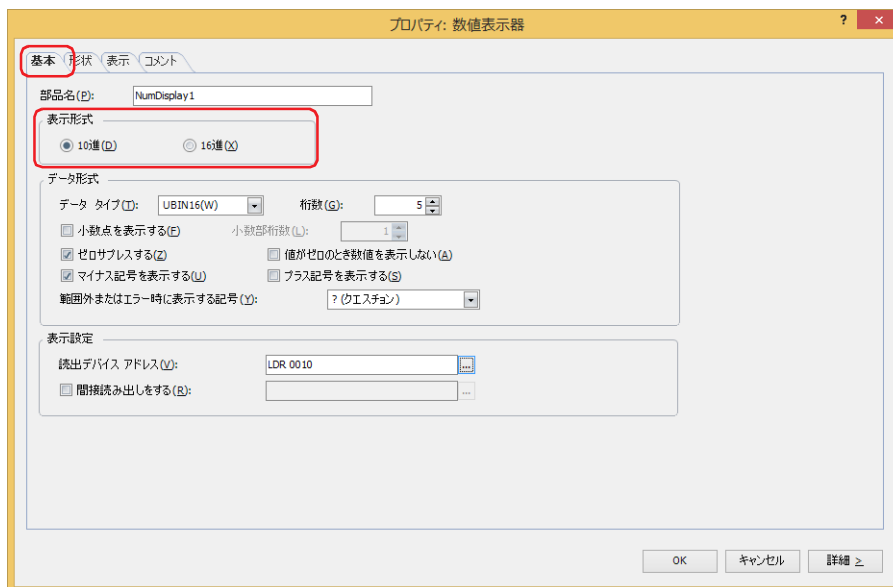 プロパティ: 数値表示器
? ×
基本 形状 表示 コメント
部品名(P): NumDisplay1
表示形式
10進(D) 16進(X)
データ形式
データ タイプ(T): UBIN16(W) 桁数(G): 5
小数点を表示する(F) 小数部桁数(L): 1
ゼロサプレスする(Z) 値がゼロのとき数値を表示しない(A)
マイナス記号を表示する(U) プラス記号を表示する(S)
範囲外またはエラー時に表示する記号(Y): ? (クエスチョン)
表示設定
読出デバイス アドレス(V): LDR 0010 ...
間接読み出しをする(R): ...
OK キャンセル 詳細 >